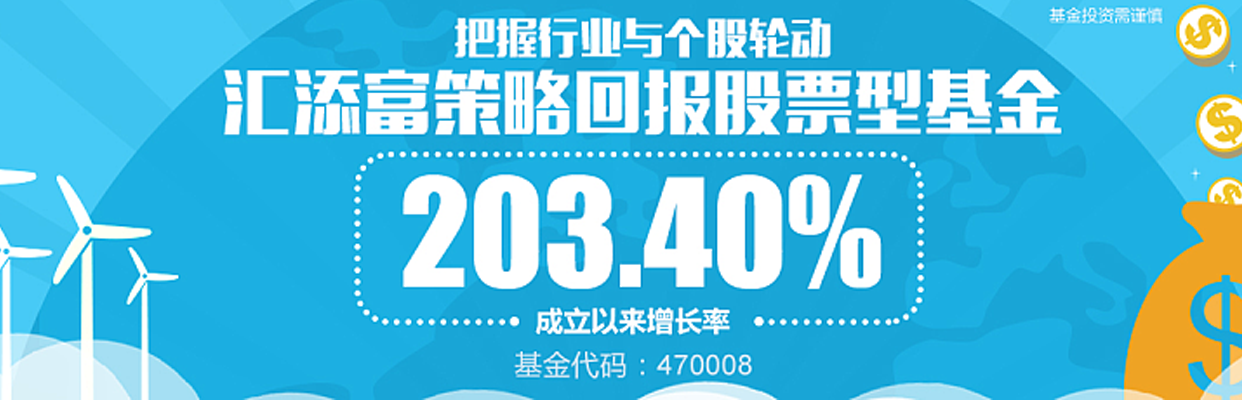 基金投资需谨慎
把握行业与个股轮动
汇添富策略回报股票型基金
203.40%
成立以来增长率
基金代码：470008